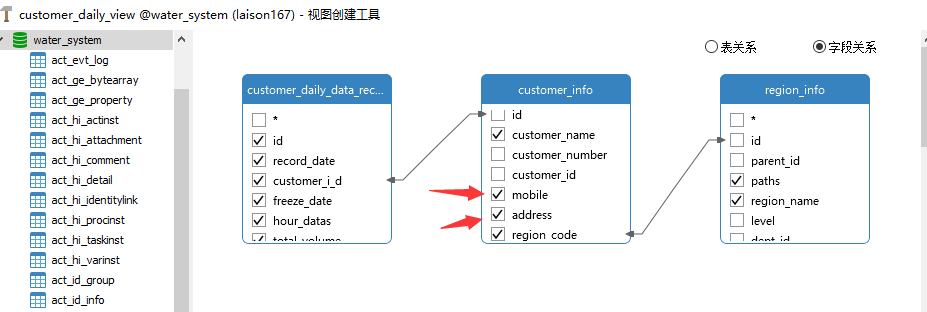 customer_daily_view @water_system (laison167) - 视图创建工具
water_system
act_evt_log
act_ge_bytearray
act_ge_property
act_hi_actinst
act_hi_attachment
act_hi_comment
act_hi_detail
act_hi_identitylink
act_hi_procinst
act_hi_taskinst
act_hi_varinst
act_id_group
act_id_info
表关系
字段关系
customer_daily_data_rec...
*
id
record_date
customer_i_d
freeze_date
hour_datas
total_volume
customer_info
id
customer_name
customer_number
customer_id
mobile
address
region_code
region_info
*
id
parent_id
paths
region_name
level
dept_id